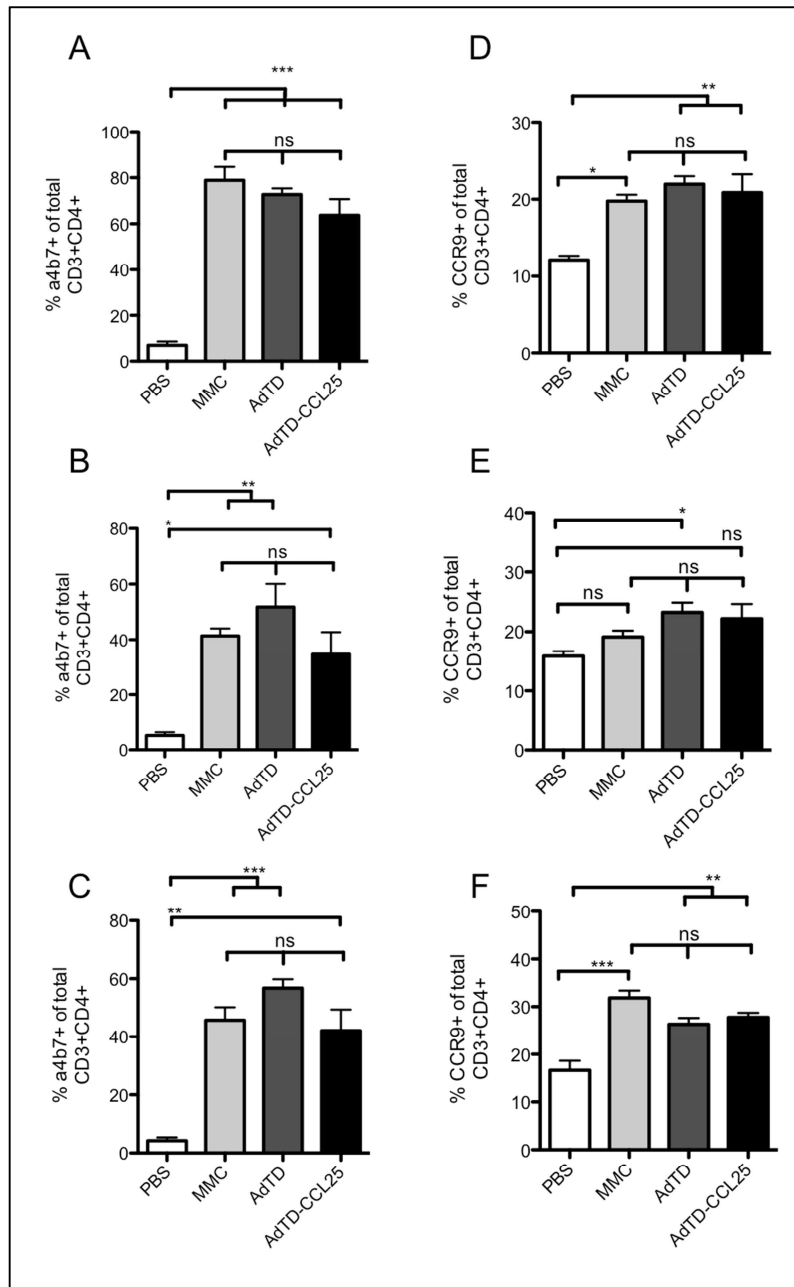 A
***
ns
100
80
60
40
20
0
% a4b7+ of total
CD3+CD4+
PBS
MMC
AdTD
AdTD-CCL25
D
**
ns
*
30
20
10
0
% CCR9+ of total
CD3+CD4+
PBS
MMC
AdTD
AdTD-CCL25
B
**
*
ns
80
60
40
20
0
% a4b7+ of total
CD3+CD4+
PBS
MMC
AdTD
AdTD-CCL25
E
*
ns
ns
ns
40
30
20
10
0
% CCR9+ of total
CD3+CD4+
PBS
MMC
AdTD
AdTD-CCL25
C
***
**
ns
80
60
40
20
0
% a4b7+ of total
CD3+CD4+
PBS
MMC
AdTD
AdTD-CCL25
F
**
ns
***
50
40
30
20
10
0
% CCR9+ of total
CD3+CD4+
PBS
MMC
AdTD
AdTD-CCL25